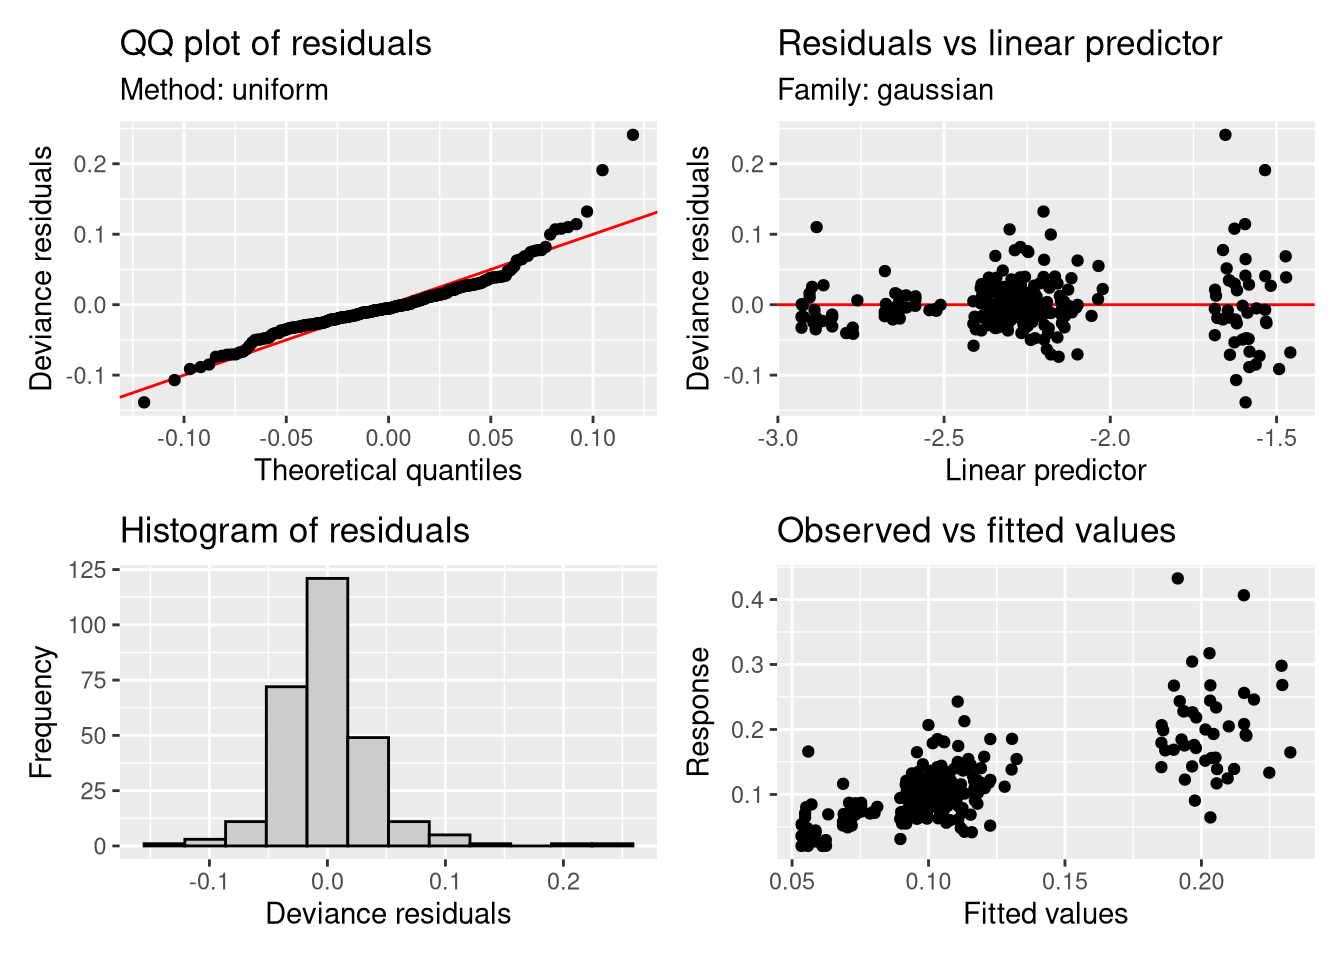 QQ plot of residuals
Method: uniform
Deviance residuals
0.2
0.1
0.0
-0.1
-0.10 -0.05 0.00 0.05 0.10
Theoretical quantiles
Residuals vs linear predictor
Family: gaussian
Deviance residuals
0.2
0.1
0.0
-0.1
-3.0 -2.5 -2.0 -1.5
Linear predictor
Histogram of residuals
Frequency
125
100
75
50
25
0
-0.1 0.0 0.1 0.2
Deviance residuals
Observed vs fitted values
Response
0.4
0.3
0.2
0.1
0.05 0.10 0.15 0.20
Fitted values